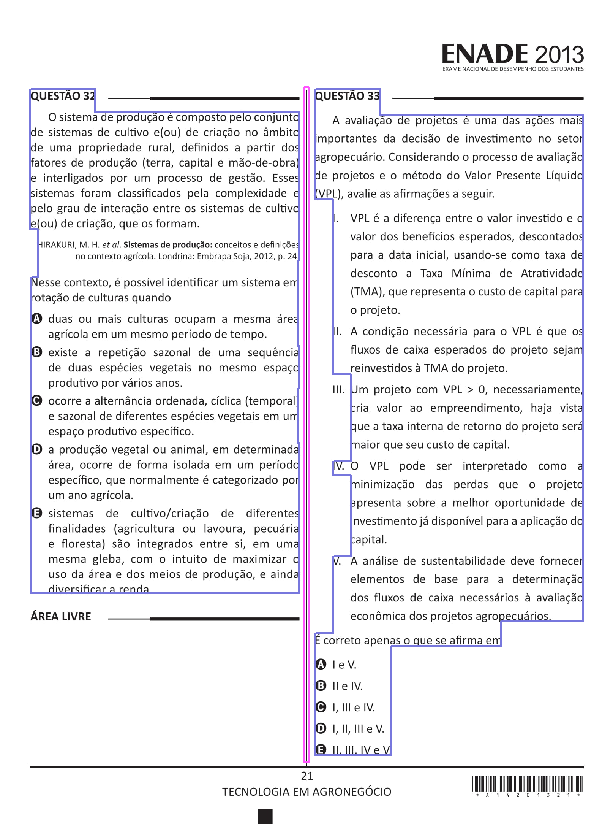 ENADE 2013
EXAME NACIONAL DE DESEMPENHO DOS ESTUDANTES
QUESTÃO 32
O sistema de produção é composto pelo conjunto
de sistemas de cultivo e(ou) de criação no âmbito
de uma propriedade rural, definidos a partir dos
fatores de produção (terra, capital e mão-de-obra)
e interligados por um processo de gestão. Esses
sistemas foram classificados pela complexidade e
pelo grau de interação entre os sistemas de cultivo
e(ou) de criação, que os formam.
HIRAKURI, M. H. et al. Sistemas de produção: conceitos e definições
no contexto agrícola. Londrina: Embrapa Soja, 2012, p. 24.
Nesse contexto, é possível identificar um sistema em
rotação de culturas quando
A duas ou mais culturas ocupam a mesma área
agrícola em um mesmo período de tempo.
B existe a repetição sazonal de uma sequência
de duas espécies vegetais no mesmo espaço
produtivo por vários anos.
C ocorre a alternância ordenada, cíclica (temporal)
e sazonal de diferentes espécies vegetais em um
espaço produtivo específico.
D a produção vegetal ou animal, em determinada
área, ocorre de forma isolada em um período
específico, que normalmente é categorizado por
um ano agrícola.
E sistemas de cultivo/criação de diferentes
finalidades (agricultura ou lavoura, pecuária
e floresta) são integrados entre si, em uma
mesma gleba, com o intuito de maximizar o
uso da área e dos meios de produção, e ainda
diversificar a renda.
ÁREA LIVRE
QUESTÃO 33
A avaliação de projetos é uma das ações mais
importantes da decisão de investimento no setor
agropecuário. Considerando o processo de avaliação
de projetos e o método do Valor Presente Líquido
(VPL), avalie as afirmações a seguir.
I. VPL é a diferença entre o valor investido e o
valor dos benefícios esperados, descontados
para a data inicial, usando-se como taxa de
desconto a Taxa Mínima de Atratividade
(TMA), que representa o custo de capital para
o projeto.
II. A condição necessária para o VPL é que os
fluxos de caixa esperados do projeto sejam
reinvestidos à TMA do projeto.
III. Um projeto com VPL > 0, necessariamente,
cria valor ao empreendimento, haja vista
que a taxa interna de retorno do projeto será
maior que seu custo de capital.
IV. O VPL pode ser interpretado como a
minimização das perdas que o projeto
apresenta sobre a melhor oportunidade de
investimento já disponível para a aplicação do
capital.
V. A análise de sustentabilidade deve fornecer
elementos de base para a determinação
dos fluxos de caixa necessários à avaliação
econômica dos projetos agropecuários.
É correto apenas o que se afirma em
A I e V.
B II e IV.
C I, III e IV.
D I, II, III e V.
E II, III, IV e V.
21
TECNOLOGIA EM AGRONEGÓCIO